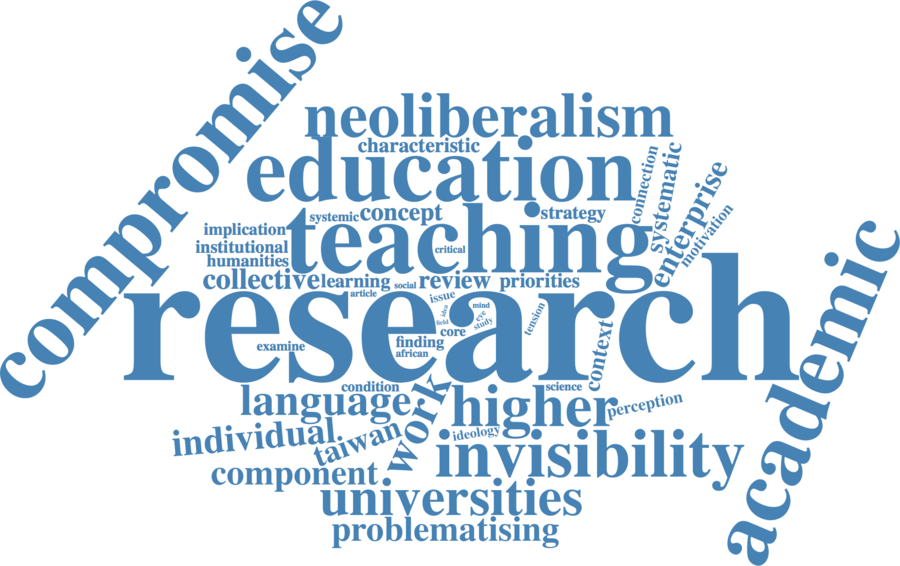 compromise
neoliberalism
characteristic
education
connection
systematic
enterprise
motivation
systemic
concept
strategy
implication
teaching
institutional
critical
humanities
collective
learning
social
review
priorities
academic
article
issue
mind
idea
eye
research
field
study
core
tension
finding
examine
african
context
condition
science
language
work
higher
perception
individual
taiwan
ideology
invisibility
component
universities
problematising